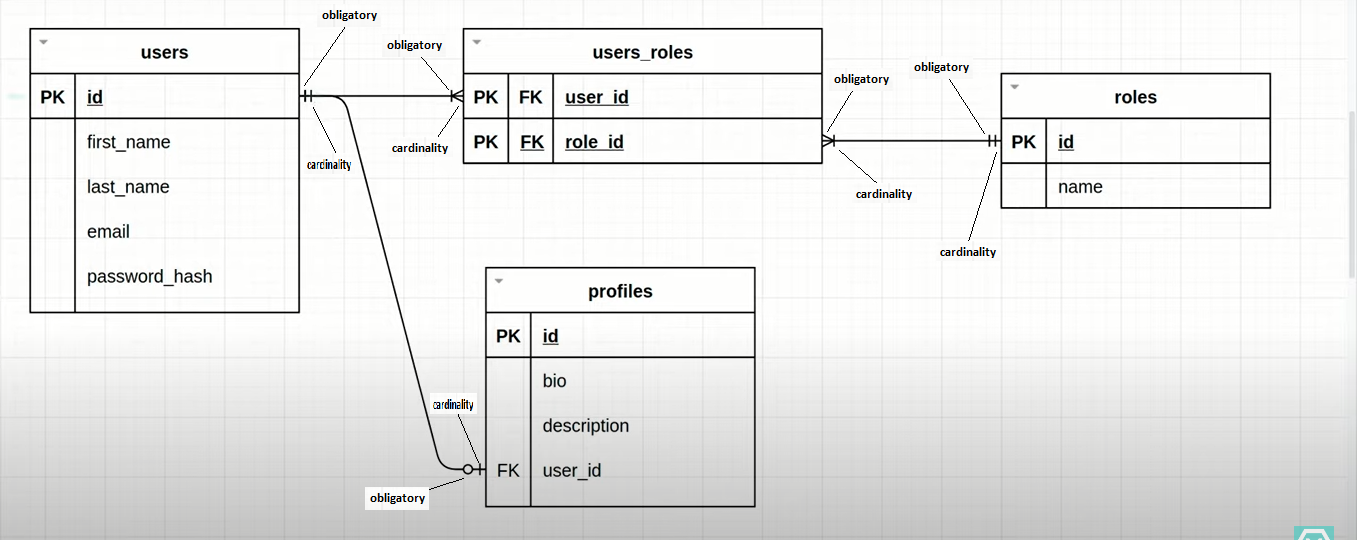 obligatory
users
PK id
first_name
last_name
email
password_hash
cardinality
obligatory
cardinality
users_roles
PK FK user_id
PK FK role_id
obligatory
cardinality
obligatory
cardinality
roles
PK id
name
profiles
PK id
bio
description
FK user_id
cardinality
obligatory